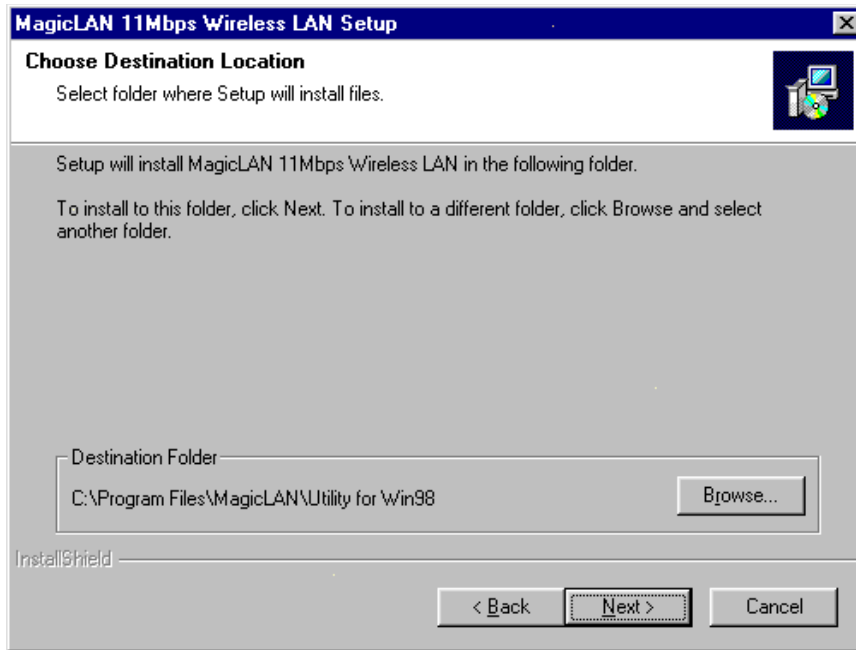 MagicLAN 11Mbps Wireless LAN Setup
Choose Destination Location
Select folder where Setup will install files.
Setup will install MagicLAN 11Mbps Wireless LAN in the following folder.
To install to this folder, click Next. To install to a different folder, click Browse and select
another folder.
Destination Folder
C:\Program Files\MagicLAN\Utility for Win98
Browse...
InstallShield
< Back
Next >
Cancel